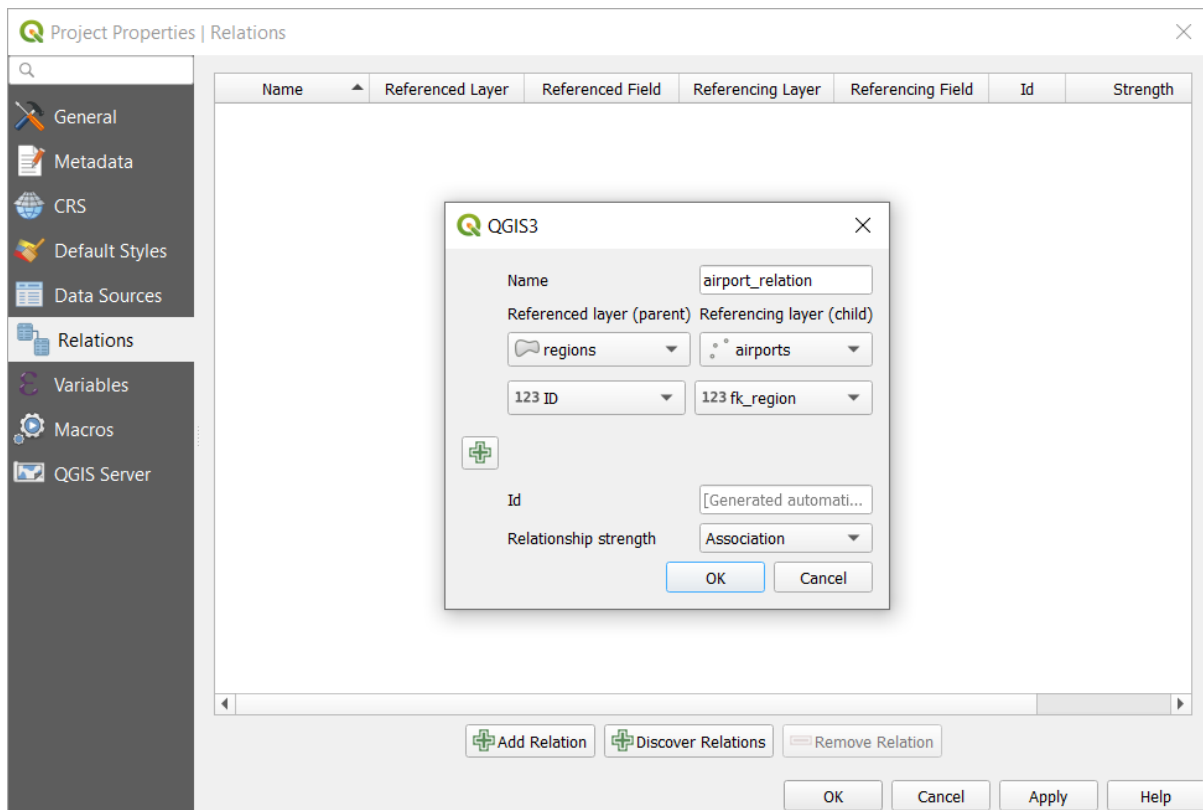 Project Properties | Relations
General
Metadata
CRS
Default Styles
Data Sources
Relations
Variables
Macros
QGIS Server
Name Referenced Layer Referenced Field Referencing Layer Referencing Field Id Strength
QGIS3
Name airport_relation
Referenced layer (parent) Referencing layer (child)
regions airports
123 ID 123 fk_region
Id [Generated automati...
Relationship strength Association
OK Cancel
Add Relation Discover Relations Remove Relation
OK Cancel Apply Help